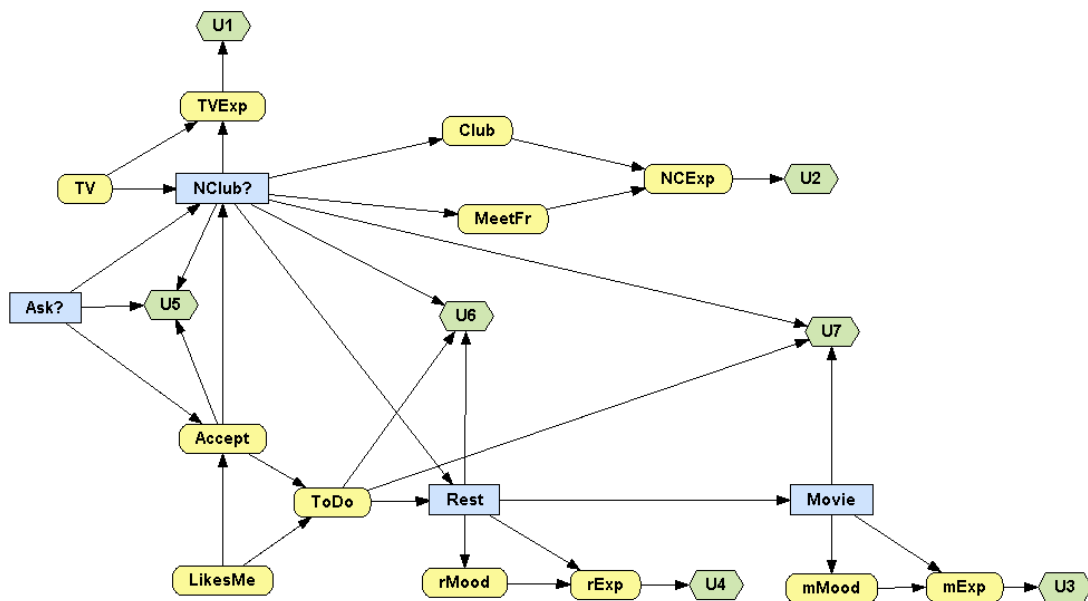 U1
TVExp
Club
TV
NClub?
NCExp
U2
MeetFr
Ask?
U5
U6
U7
Accept
ToDo
Rest
Movie
LikesMe
rMood
rExp
U4
mMood
mExp
U3